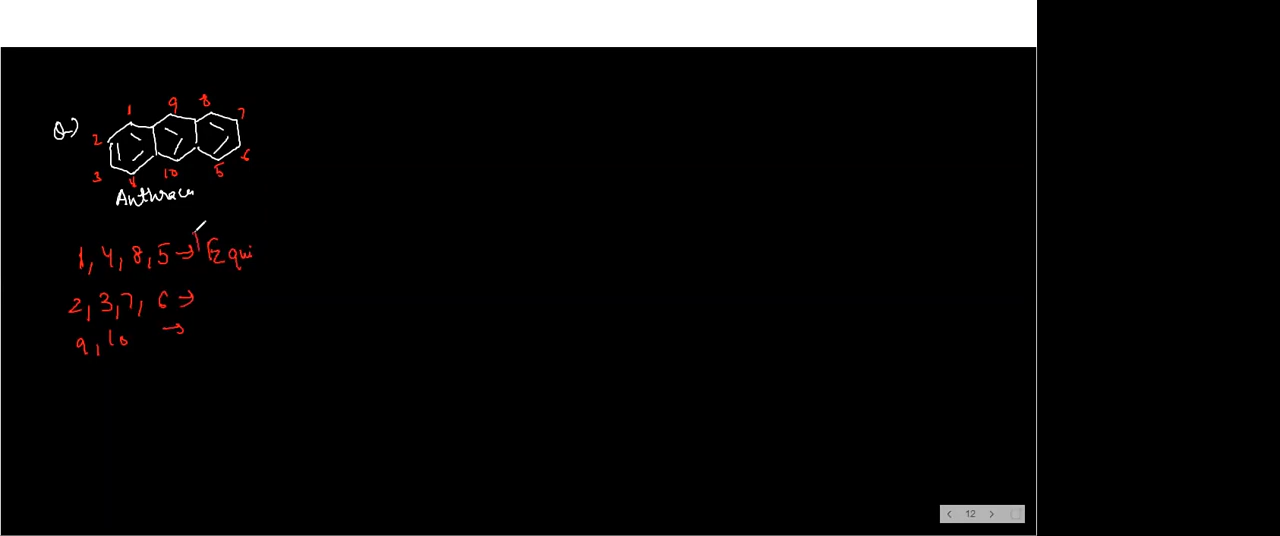 Q→)
1 9 8 7
2
3 4 10 5 6
Anthrace
1, 4, 8, 5 → Equi
2, 3, 7, 6 →
9, 10 →
12